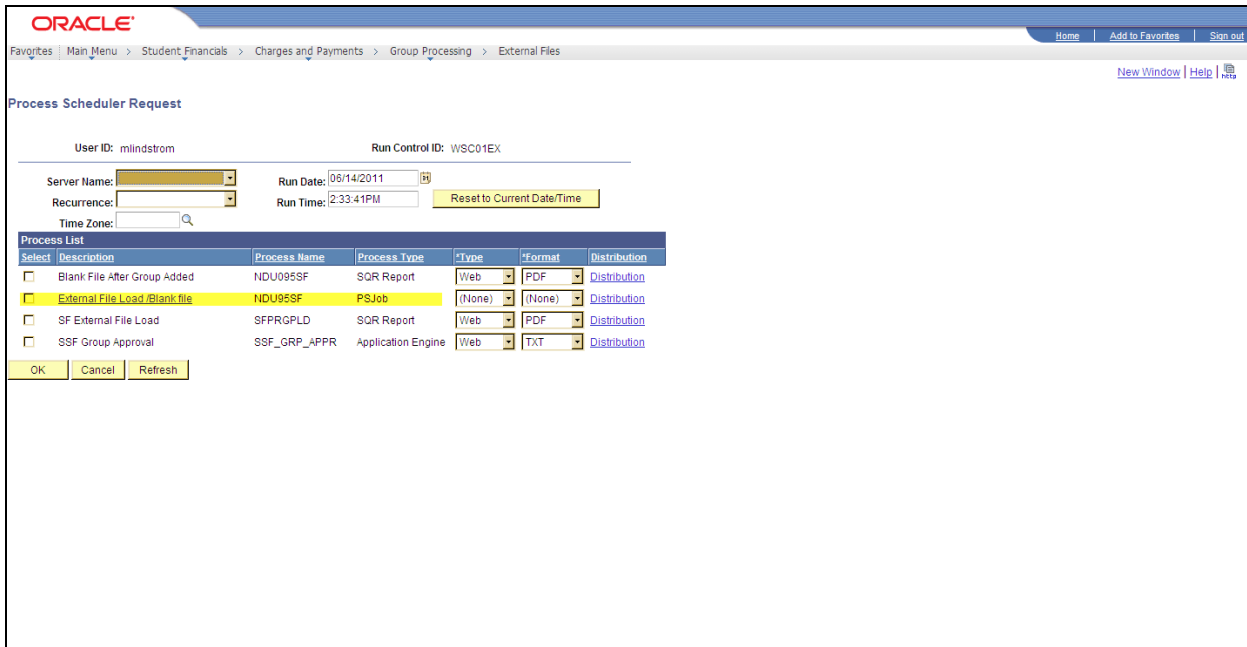 ORACLE
Home | Add to Favorites | Sign out
Favorites | Main Menu > Student Financials > Charges and Payments > Group Processing > External Files
New Window | Help | http
Process Scheduler Request
User ID: mlindstrom Run Control ID: WSC01EX
Server Name: Run Date: 06/14/2011
Recurrence: Run Time: 2:33:41PM Reset to Current Date/Time
Time Zone:
Process List
Select Description Process Name Process Type *Type *Format Distribution
Blank File After Group Added NDU095SF SQR Report Web PDF Distribution
External File Load /Blank file NDU95SF PSJob (None) (None) Distribution
SF External File Load SFPRGPLD SQR Report Web PDF Distribution
SSF Group Approval SSF_GRP_APPR Application Engine Web TXT Distribution
OK Cancel Refresh